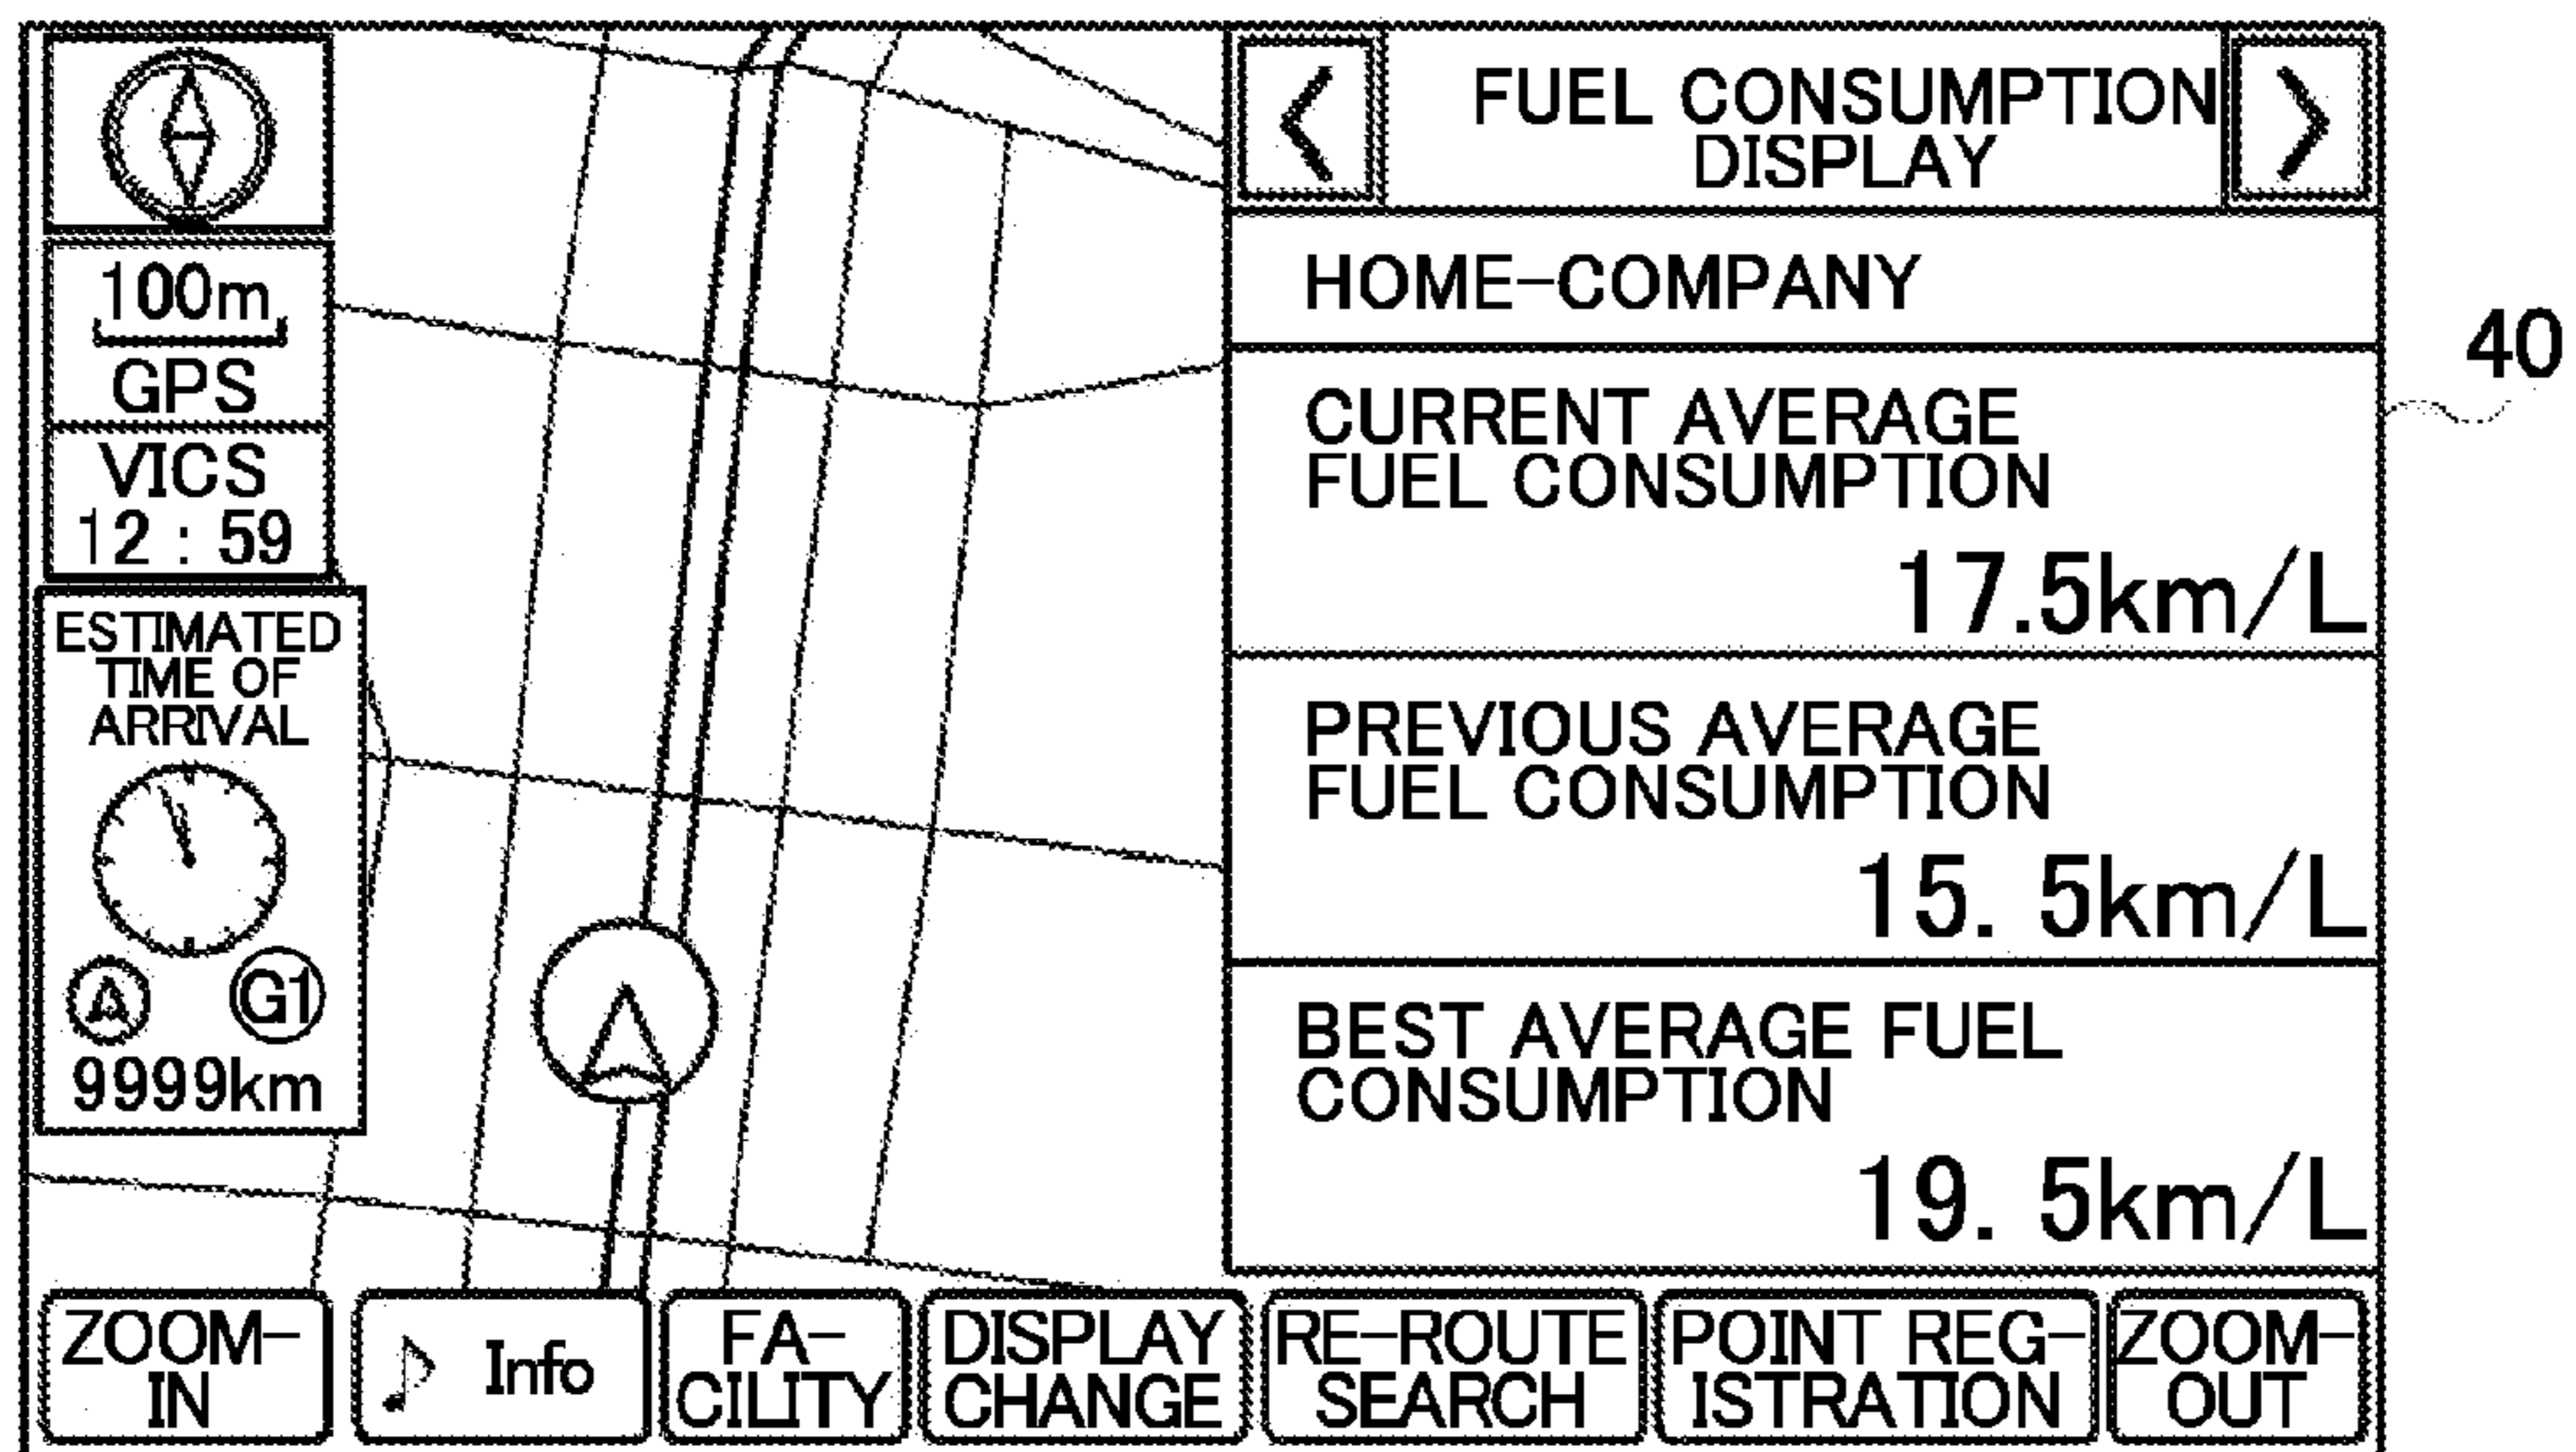 100m
GPS
VICS
12 : 59
ESTIMATED
TIME OF
ARRIVAL
A
G1
9999km
FUEL CONSUMPTION
DISPLAY
HOME-COMPANY
CURRENT AVERAGE
FUEL CONSUMPTION
17.5km/L
PREVIOUS AVERAGE
FUEL CONSUMPTION
15. 5km/L
BEST AVERAGE FUEL
CONSUMPTION
19. 5km/L
40
ZOOM-
IN
Info
FA-
CILITY
DISPLAY
CHANGE
RE-ROUTE
SEARCH
POINT REG-
ISTRATION
ZOOM-
OUT